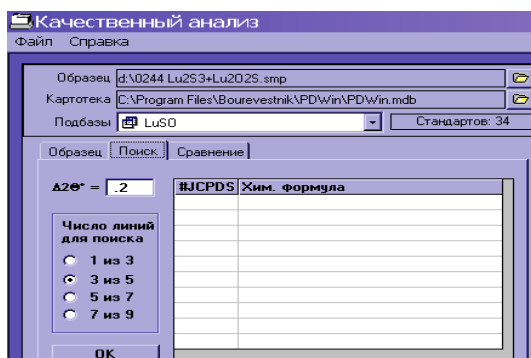 Качественный анализ
Файл Справка
Образец d:\0244 Lu2S3+Lu2O2S.smp
Картотека C:\Program Files\Bourevestnik\PDWin\PDWin.mdb
Подбазы LuSO Стандартов: 34
Образец Поиск Сравнение
Δ2Θ° = .2 #JCPDS Хим. формула
Число линий
для поиска
1 из 3
3 из 5
5 из 7
7 из 9
OK